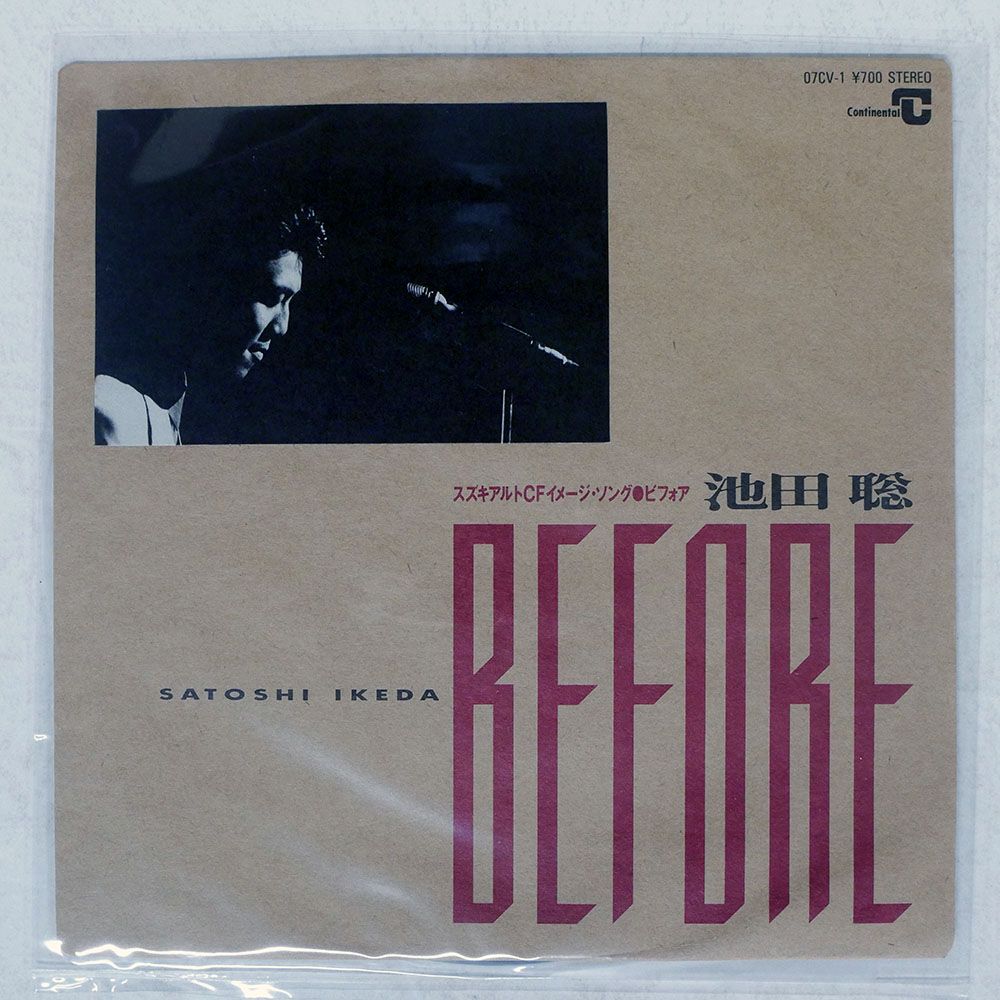 07CV-1 ¥700 STEREO
Continental
スズキアルトCFイメージ・ソング●ビフォア 池田 聡
BEFORE
SATOSHI IKEDA